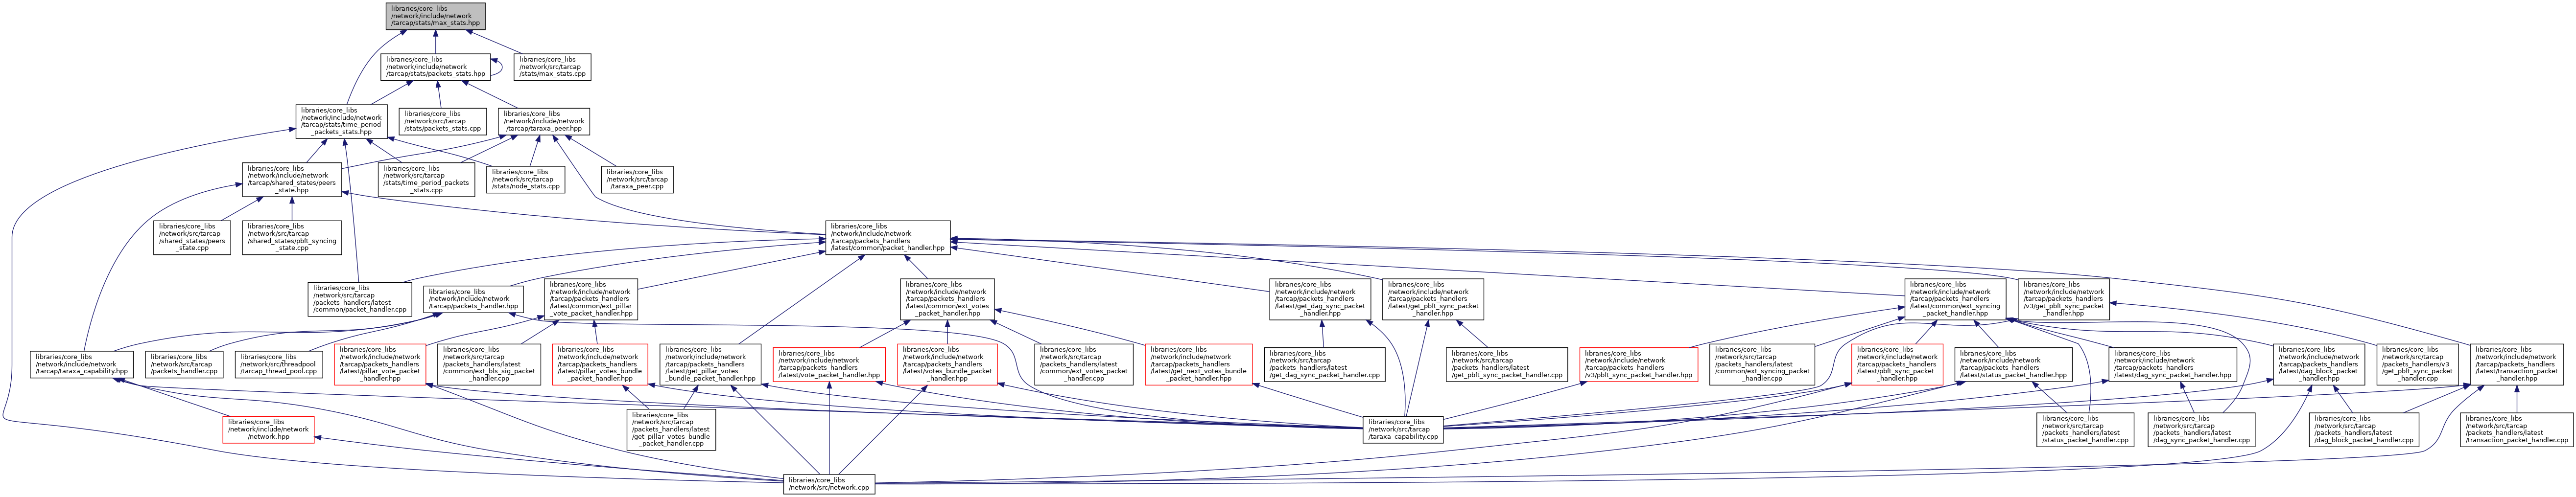 libraries/core_libs
/network/include/network
/tarcap/stats/max_stats.hpp
libraries/core_libs
/network/include/network
/tarcap/stats/packets_stats.hpp
libraries/core_libs
/network/src/tarcap
/stats/max_stats.cpp
libraries/core_libs
/network/include/network
/tarcap/stats/time_period
_packets_stats.hpp
libraries/core_libs
/network/src/tarcap
/stats/packets_stats.cpp
libraries/core_libs
/network/include/network
/tarcap/taraxa_peer.hpp
libraries/core_libs
/network/include/network
/tarcap/shared_states/peers
_state.hpp
libraries/core_libs
/network/src/tarcap
/stats/time_period_packets
_stats.cpp
libraries/core_libs
/network/src/tarcap
/stats/node_stats.cpp
libraries/core_libs
/network/src/tarcap
/taraxa_peer.cpp
libraries/core_libs
/network/src/tarcap
/shared_states/peers
_state.cpp
libraries/core_libs
/network/src/tarcap
/shared_states/pbft_syncing
_state.cpp
libraries/core_libs
/network/include/network
/tarcap/packets_handlers
/latest/common/packet_handler.hpp
libraries/core_libs
/network/src/tarcap
/packets_handlers/latest
/common/packet_handler.cpp
libraries/core_libs
/network/include/network
/tarcap/packets_handler.hpp
libraries/core_libs
/network/include/network
/tarcap/packets_handlers
/latest/common/ext_pillar
_vote_packet_handler.hpp
libraries/core_libs
/network/include/network
/tarcap/packets_handlers
/latest/common/ext_votes
_packet_handler.hpp
libraries/core_libs
/network/include/network
/tarcap/packets_handlers
/latest/get_dag_sync_packet
_handler.hpp
libraries/core_libs
/network/include/network
/tarcap/packets_handlers
/latest/get_pbft_sync_packet
_handler.hpp
libraries/core_libs
/network/include/network
/tarcap/packets_handlers
/latest/common/ext_syncing
_packet_handler.hpp
libraries/core_libs
/network/include/network
/tarcap/packets_handlers
/v3/get_pbft_sync_packet
_handler.hpp
libraries/core_libs
/network/include/network
/tarcap/taraxa_capability.hpp
libraries/core_libs
/network/src/tarcap
/packets_handler.cpp
libraries/core_libs
/network/src/threadpool
/tarcap_thread_pool.cpp
libraries/core_libs
/network/include/network
/tarcap/packets_handlers
/latest/pillar_vote_packet
_handler.hpp
libraries/core_libs
/network/src/tarcap
/packets_handlers/latest
/common/ext_bls_sig_packet
_handler.cpp
libraries/core_libs
/network/include/network
/tarcap/packets_handlers
/latest/pillar_votes_bundle
_packet_handler.hpp
libraries/core_libs
/network/include/network
/tarcap/packets_handlers
/latest/get_pillar_votes
_bundle_packet_handler.hpp
libraries/core_libs
/network/include/network
/tarcap/packets_handlers
/latest/vote_packet_handler.hpp
libraries/core_libs
/network/include/network
/tarcap/packets_handlers
/latest/votes_bundle_packet
_handler.hpp
libraries/core_libs
/network/src/tarcap
/packets_handlers/latest
/common/ext_votes_packet
_handler.cpp
libraries/core_libs
/network/include/network
/tarcap/packets_handlers
/latest/get_next_votes_bundle
_packet_handler.hpp
libraries/core_libs
/network/src/tarcap
/packets_handlers/latest
/get_dag_sync_packet_handler.cpp
libraries/core_libs
/network/src/tarcap
/packets_handlers/latest
/get_pbft_sync_packet_handler.cpp
libraries/core_libs
/network/include/network
/tarcap/packets_handlers
/v3/pbft_sync_packet_handler.hpp
libraries/core_libs
/network/src/tarcap
/packets_handlers/latest
/common/ext_syncing_packet
_handler.cpp
libraries/core_libs
/network/include/network
/tarcap/packets_handlers
/latest/pbft_sync_packet
_handler.hpp
libraries/core_libs
/network/include/network
/tarcap/packets_handlers
/latest/status_packet_handler.hpp
libraries/core_libs
/network/include/network
/tarcap/packets_handlers
/latest/dag_sync_packet_handler.hpp
libraries/core_libs
/network/include/network
/tarcap/packets_handlers
/latest/dag_block_packet
_handler.hpp
libraries/core_libs
/network/src/tarcap
/packets_handlers/v3
/get_pbft_sync_packet
_handler.cpp
libraries/core_libs
/network/include/network
/tarcap/packets_handlers
/latest/transaction_packet
_handler.hpp
libraries/core_libs
/network/include/network
/network.hpp
libraries/core_libs
/network/src/tarcap
/packets_handlers/latest
/get_pillar_votes_bundle
_packet_handler.cpp
libraries/core_libs
/network/src/tarcap
/taraxa_capability.cpp
libraries/core_libs
/network/src/tarcap
/packets_handlers/latest
/status_packet_handler.cpp
libraries/core_libs
/network/src/tarcap
/packets_handlers/latest
/dag_sync_packet_handler.cpp
libraries/core_libs
/network/src/tarcap
/packets_handlers/latest
/dag_block_packet_handler.cpp
libraries/core_libs
/network/src/tarcap
/packets_handlers/latest
/transaction_packet_handler.cpp
libraries/core_libs
/network/src/network.cpp